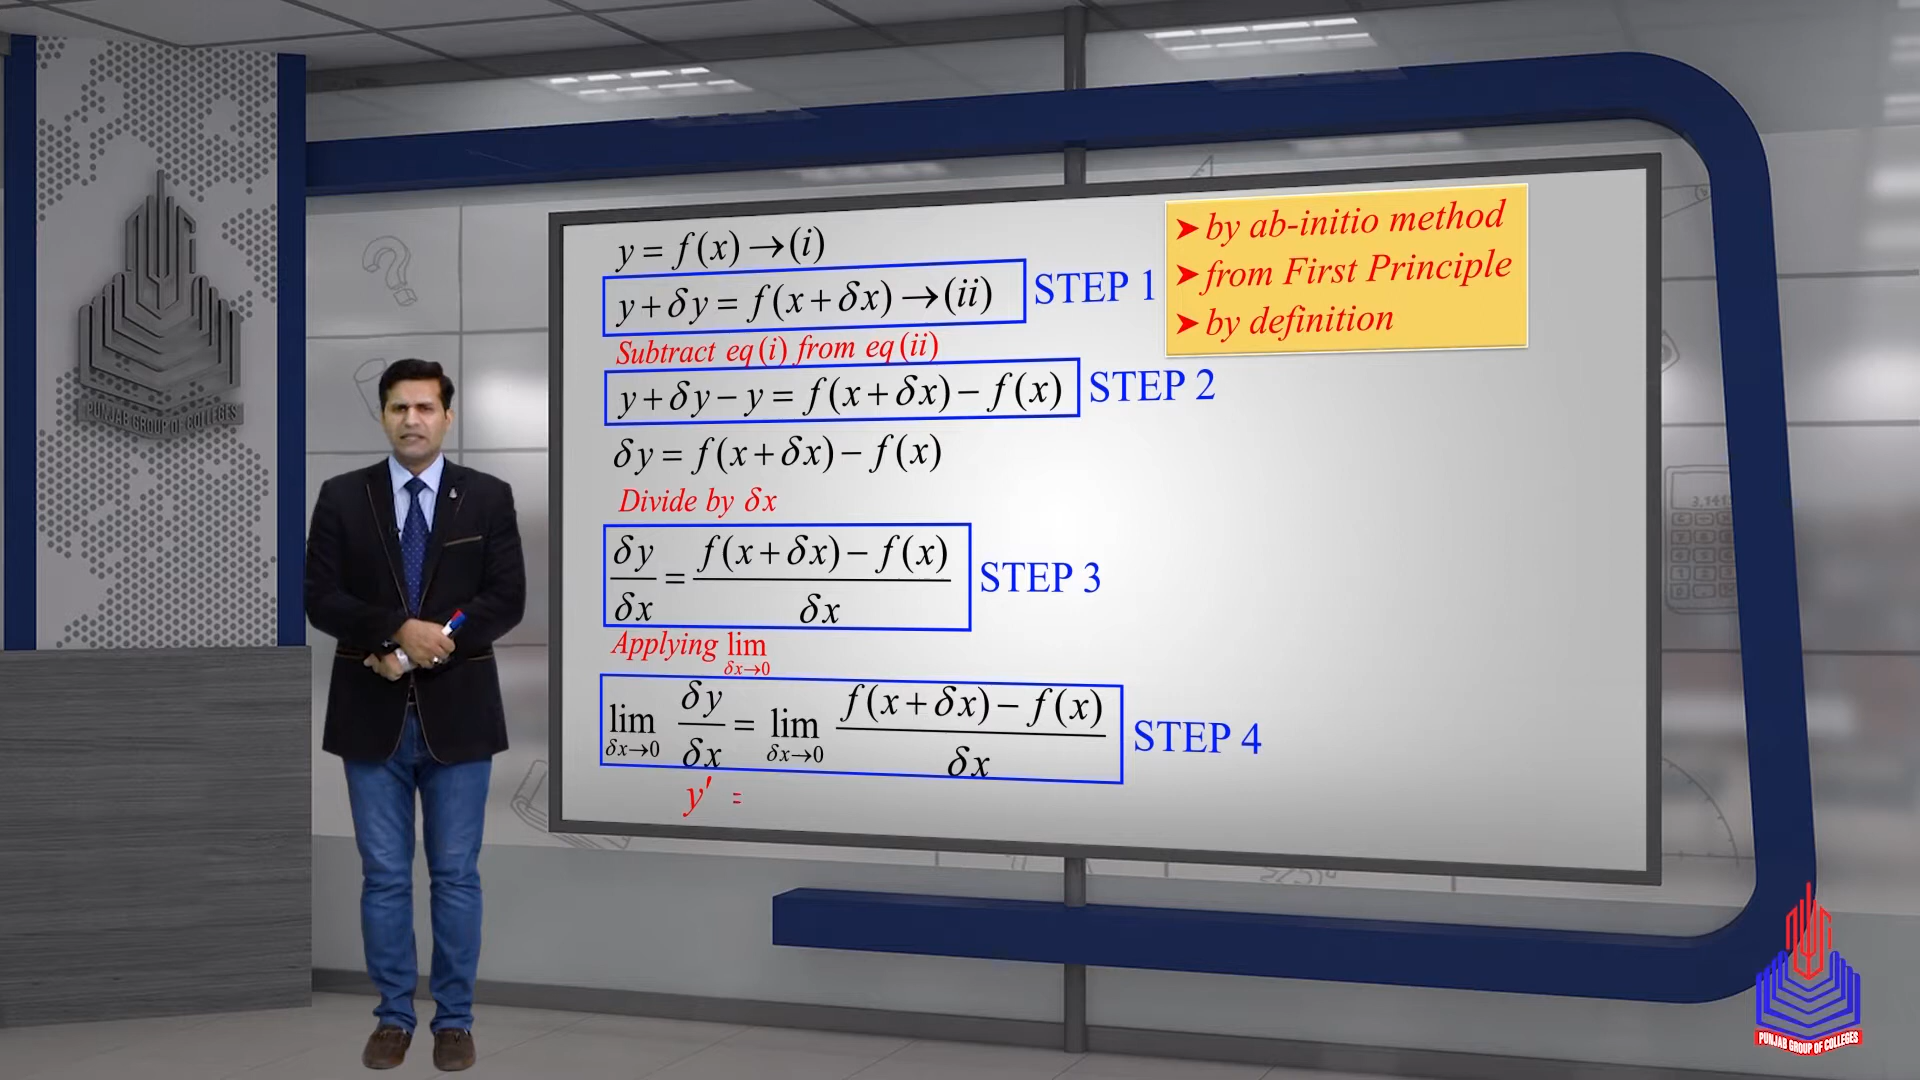 y = f(x) → (i)
y + δy = f(x + δx) → (ii) STEP 1
Subtract eq(i) from eq(ii)
y + δy − y = f(x + δx) − f(x) STEP 2
δy = f(x + δx) − f(x)
Divide by δx
δy/δx = (f(x + δx) − f(x))/δx STEP 3
Applying lim δx→0
lim δx→0 δy/δx = lim δx→0 (f(x + δx) − f(x))/δx STEP 4
y′ =
➤ by ab-initio method
➤ from First Principle
➤ by definition
PUNJAB GROUP OF COLLEGES
PUNJAB GROUP OF COLLEGES